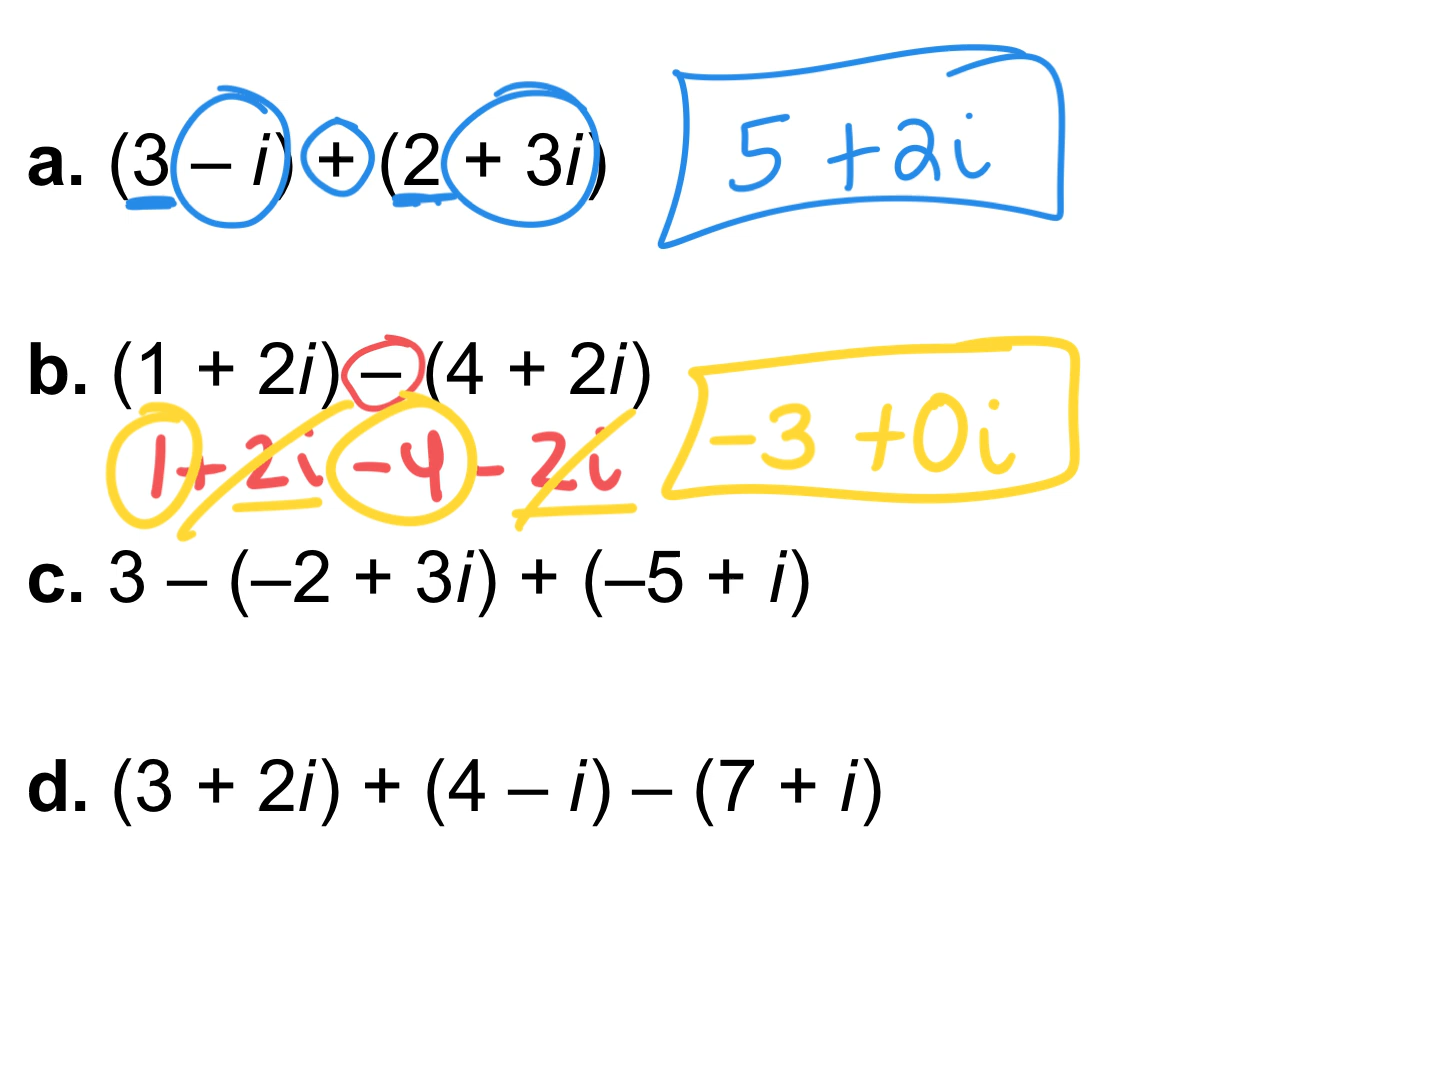 a. (3 – i) + (2 + 3i) 5 + 2i
b. (1 + 2i) – (4 + 2i) -3 + 0i
1 + 2i - 4 - 2i
c. 3 – (–2 + 3i) + (–5 + i)
d. (3 + 2i) + (4 – i) – (7 + i)